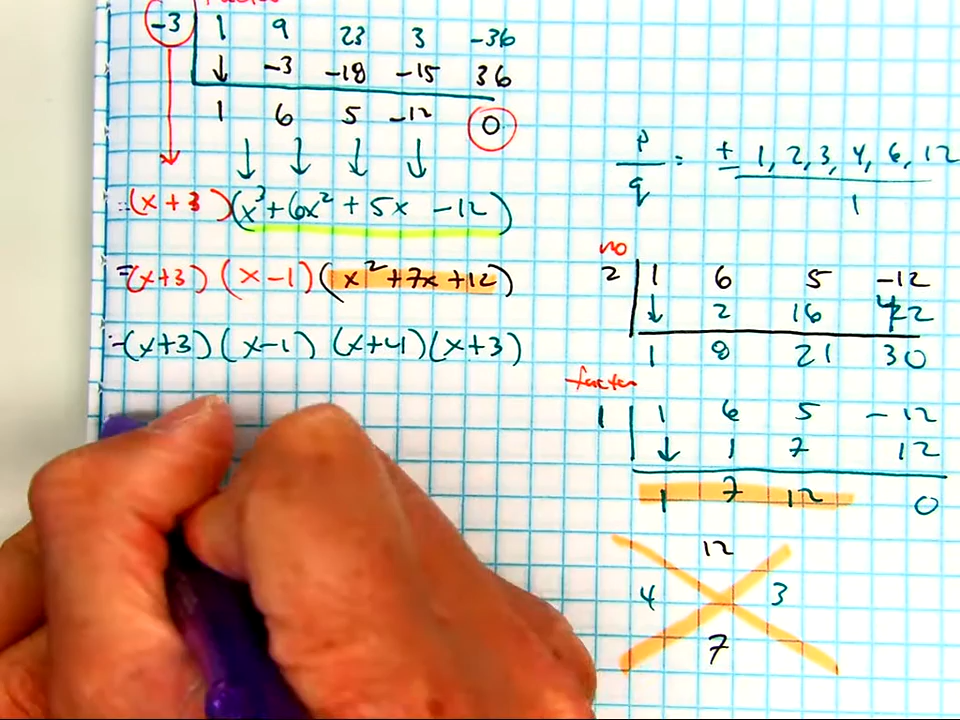 -3 | 1 9 23 3 -36
↓ -3 -18 -15 36
1 6 5 -12 0
↓ ↓ ↓ ↓
=(x+3)(x³+6x²+5x-12)
=(x+3)(x-1)(x²+7x+12)
=(x+3)(x-1)(x+4)(x+3)
p/q = ± 1, 2, 3, 4, 6, 12 / 1
no
2 | 1 6 5 -12
↓ 2 16 42
1 8 21 30
factor
1 | 1 6 5 -12
↓ 1 7 12
1 7 12 0
12
4 3
7